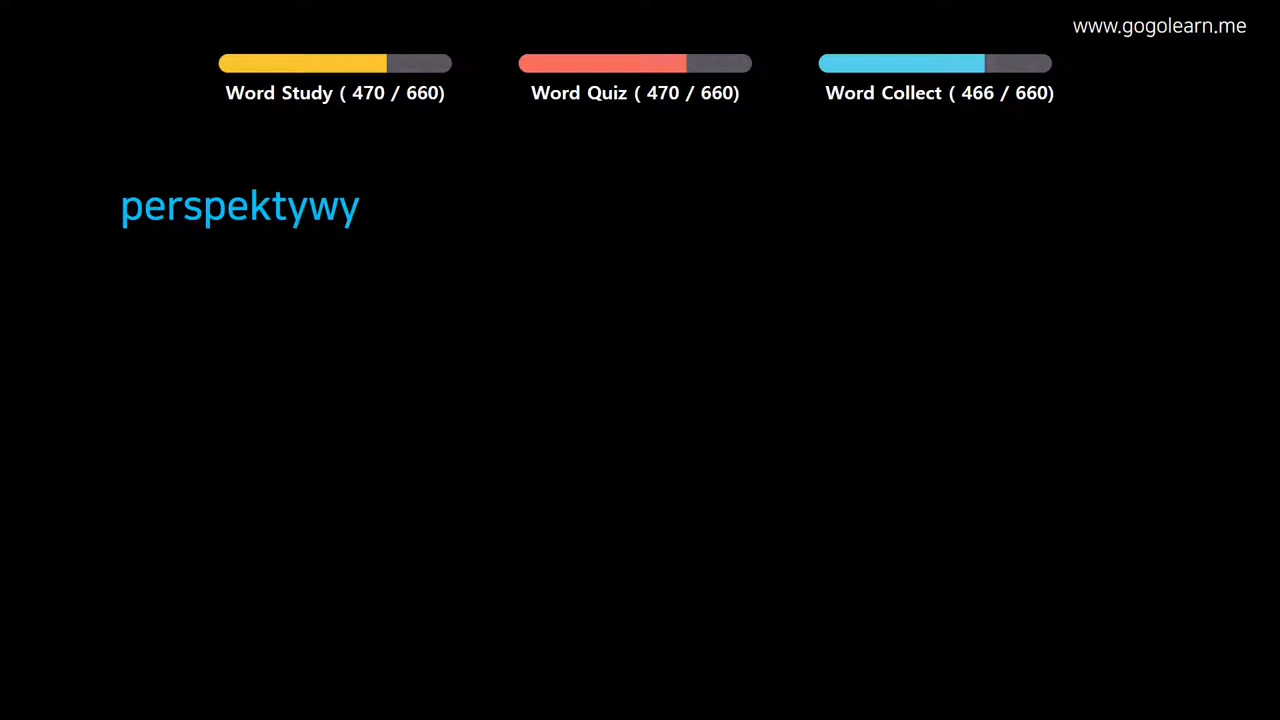 www.gogolearn.me
Word Study ( 470 / 660)
Word Quiz ( 470 / 660)
Word Collect ( 466 / 660)
perspektywy